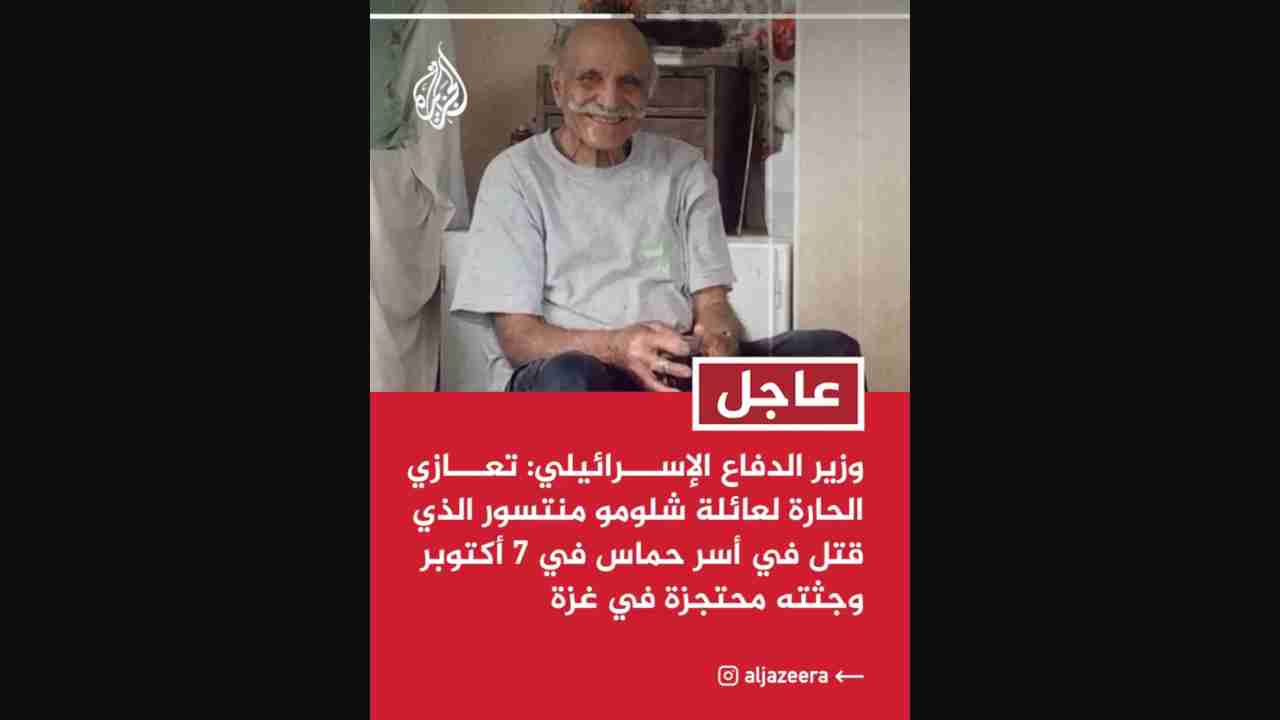 الجزيرة
عاجل
وزير الدفاع الإسـرائيلي: تعـازي
الحارة لعائلة شلومو منتسور الذي
قتل في أسر حماس في 7 أكتوبر
وجثته محتجزة في غزة
aljazeera